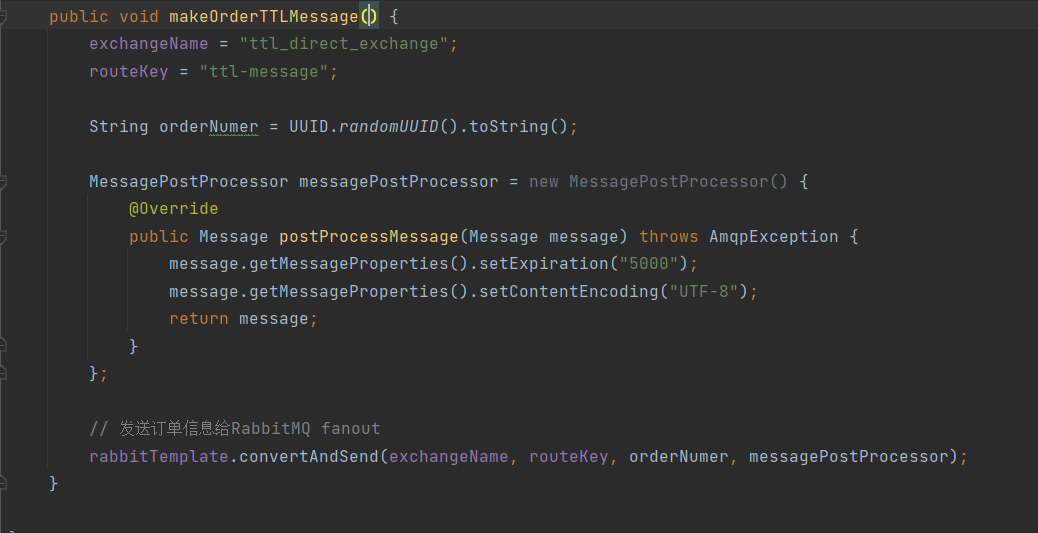 public void makeOrderTTLMessage() {
exchangeName = "ttl_direct_exchange";
routeKey = "ttl-message";
String orderNumer = UUID.randomUUID().toString();
MessagePostProcessor messagePostProcessor = new MessagePostProcessor() {
@Override
public Message postProcessMessage(Message message) throws AmqpException {
message.getMessageProperties().setExpiration("5000");
message.getMessageProperties().setContentEncoding("UTF-8");
return message;
}
};
// 发送订单信息给RabbitMQ fanout
rabbitTemplate.convertAndSend(exchangeName, routeKey, orderNumer, messagePostProcessor);
}